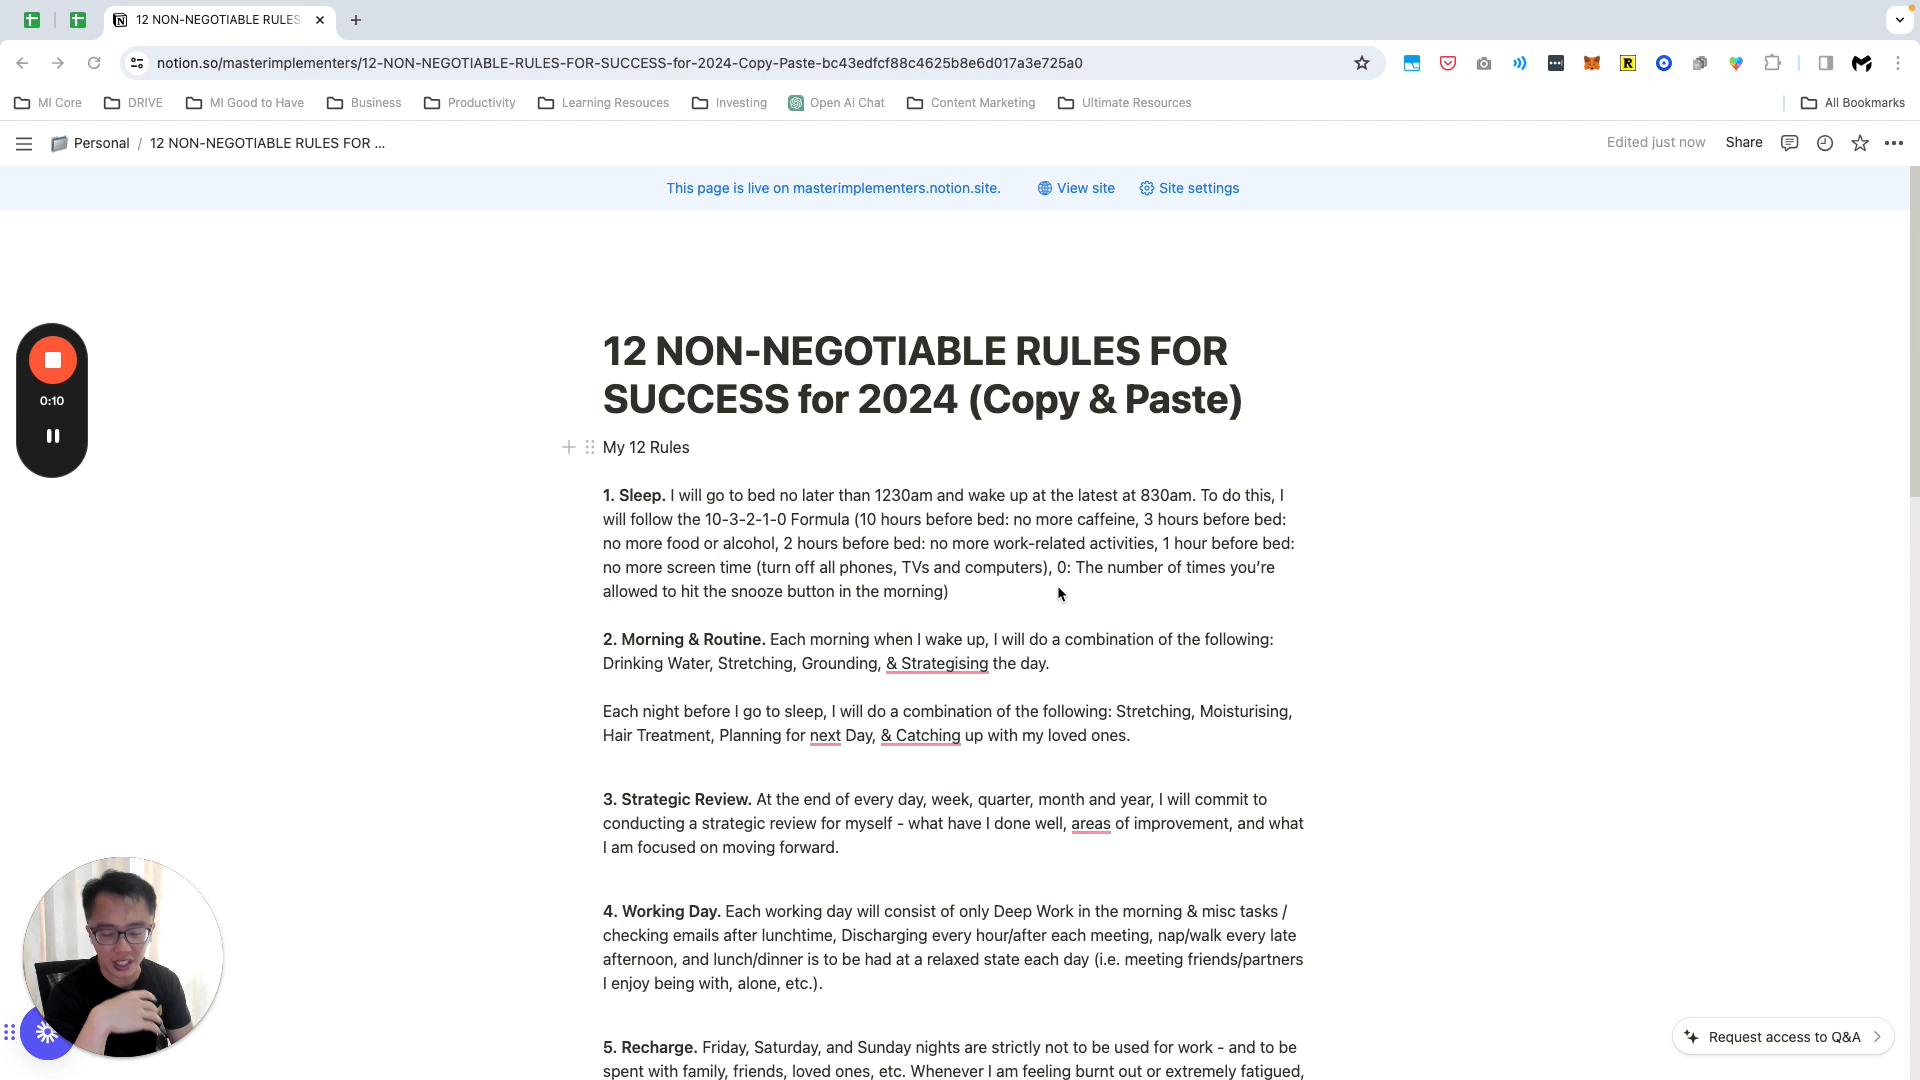 12 NON-NEGOTIABLE RULES
notion.so/masterimplementers/12-NON-NEGOTIABLE-RULES-FOR-SUCCESS-for-2024-Copy-Paste-bc43edfcf88c4625b8e6d017a3e725a0
MI Core DRIVE MI Good to Have Business Productivity Learning Resouces Investing Open Ai Chat Content Marketing Ultimate Resources All Bookmarks
Personal / 12 NON-NEGOTIABLE RULES FOR ... Edited just now Share
This page is live on masterimplementers.notion.site. View site Site settings
12 NON-NEGOTIABLE RULES FOR
SUCCESS for 2024 (Copy & Paste)
0:10
My 12 Rules
1. Sleep. I will go to bed no later than 1230am and wake up at the latest at 830am. To do this, I
will follow the 10-3-2-1-0 Formula (10 hours before bed: no more caffeine, 3 hours before bed:
no more food or alcohol, 2 hours before bed: no more work-related activities, 1 hour before bed:
no more screen time (turn off all phones, TVs and computers), 0: The number of times you're
allowed to hit the snooze button in the morning)
2. Morning & Routine. Each morning when I wake up, I will do a combination of the following:
Drinking Water, Stretching, Grounding, & Strategising the day.
Each night before I go to sleep, I will do a combination of the following: Stretching, Moisturising,
Hair Treatment, Planning for next Day, & Catching up with my loved ones.
3. Strategic Review. At the end of every day, week, quarter, month and year, I will commit to
conducting a strategic review for myself - what have I done well, areas of improvement, and what
I am focused on moving forward.
4. Working Day. Each working day will consist of only Deep Work in the morning & misc tasks /
checking emails after lunchtime, Discharging every hour/after each meeting, nap/walk every late
afternoon, and lunch/dinner is to be had at a relaxed state each day (i.e. meeting friends/partners
I enjoy being with, alone, etc.).
Request access to Q&A
5. Recharge. Friday, Saturday, and Sunday nights are strictly not to be used for work - and to be
spent with family, friends, loved ones, etc. Whenever I am feeling burnt out or extremely fatigued,